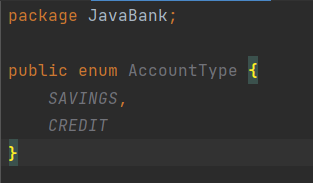 package JavaBank;
public enum AccountType {
SAVINGS,
CREDIT
}